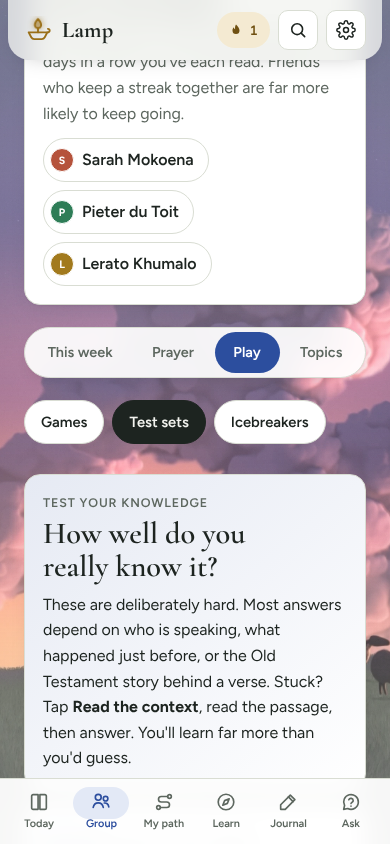 Lamp
1
days in a row you've each read. Friends
who keep a streak together are far more
likely to keep going.
S Sarah Mokoena
P Pieter du Toit
L Lerato Khumalo
This week Prayer Play Topics
Games Test sets Icebreakers
TEST YOUR KNOWLEDGE
How well do you
really know it?
These are deliberately hard. Most answers
depend on who is speaking, what
happened just before, or the Old
Testament story behind a verse. Stuck?
Tap Read the context, read the passage,
then answer. You'll learn far more than
you'd guess.
Today Group My path Learn Journal Ask